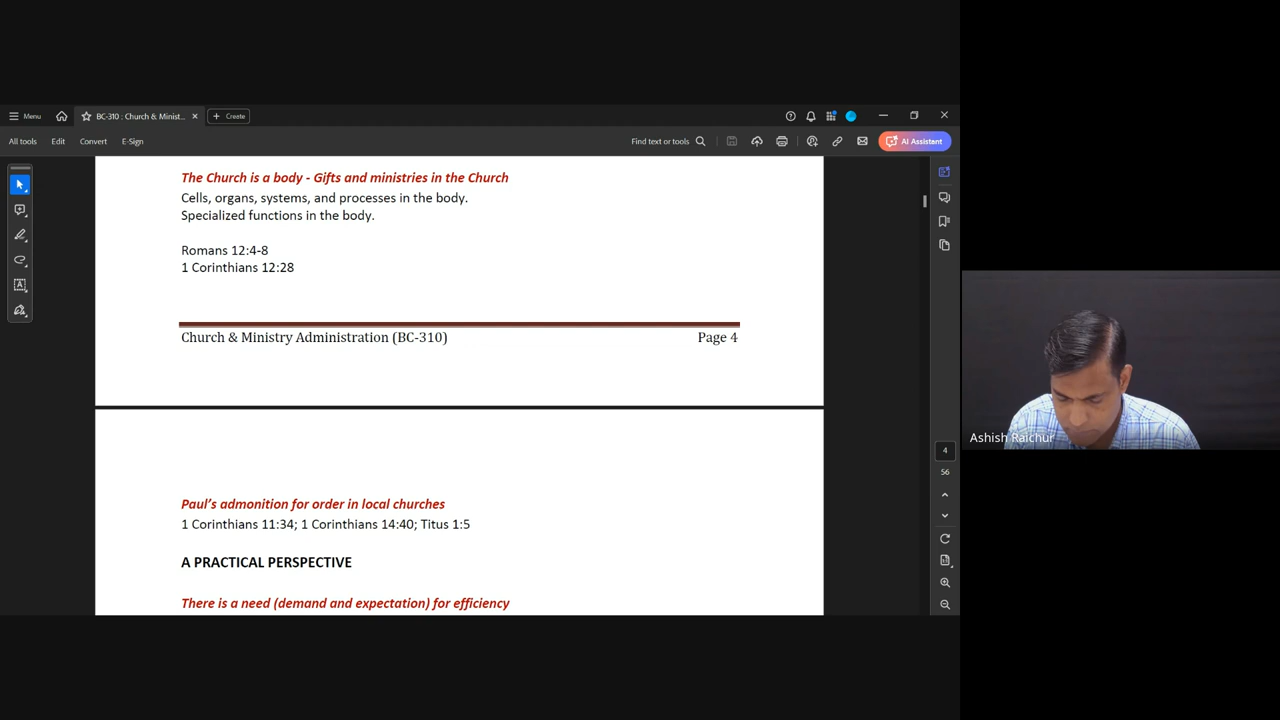 Menu
BC-310 : Church & Minist...
Create
All tools
Edit
Convert
E-Sign
Find text or tools
AI Assistant
The Church is a body - Gifts and ministries in the Church
Cells, organs, systems, and processes in the body.
Specialized functions in the body.
Romans 12:4-8
1 Corinthians 12:28
Church & Ministry Administration (BC-310) Page 4
Paul's admonition for order in local churches
1 Corinthians 11:34; 1 Corinthians 14:40; Titus 1:5
A PRACTICAL PERSPECTIVE
There is a need (demand and expectation) for efficiency
4
56
Ashish Raichur